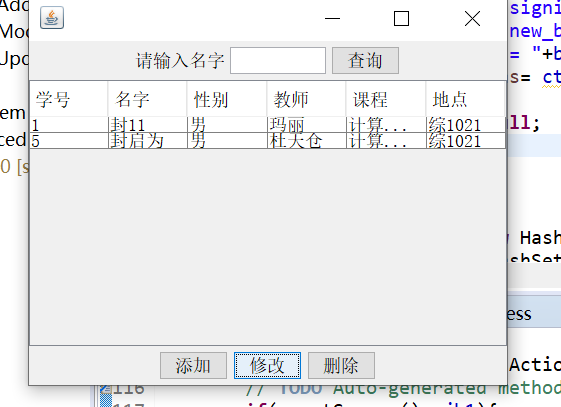 Add
signi
Mod
new_b
Upd
= "+b
s= ct
请输入名字 查询
学号 名字 性别 教师 课程 地点
ll;
1 封11 男 玛丽 计算... 综1021
5 封启为 男 杜大仓 计算... 综1021
em
ced
0 [s
Hash
shSet
ess
添加 修改 删除
Actio
116 // TODO Auto-generated method